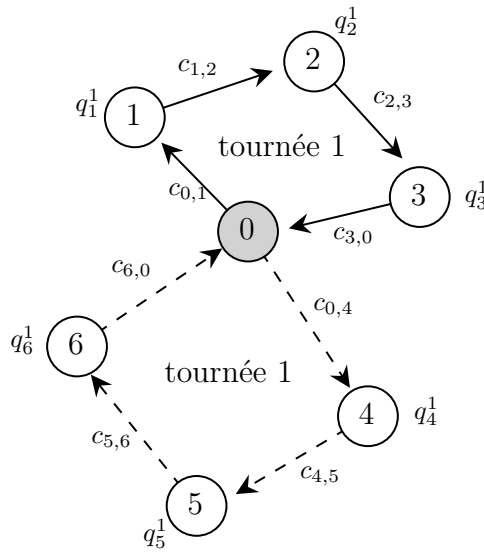 q_2^1
2
c_{1,2}
q_1^1
1
c_{2,3}
tournée 1
3
q_3^1
c_{0,1}
0
c_{3,0}
c_{6,0}
c_{0,4}
q_6^1
6
tournée 1
4
q_4^1
c_{5,6}
c_{4,5}
5
q_5^1